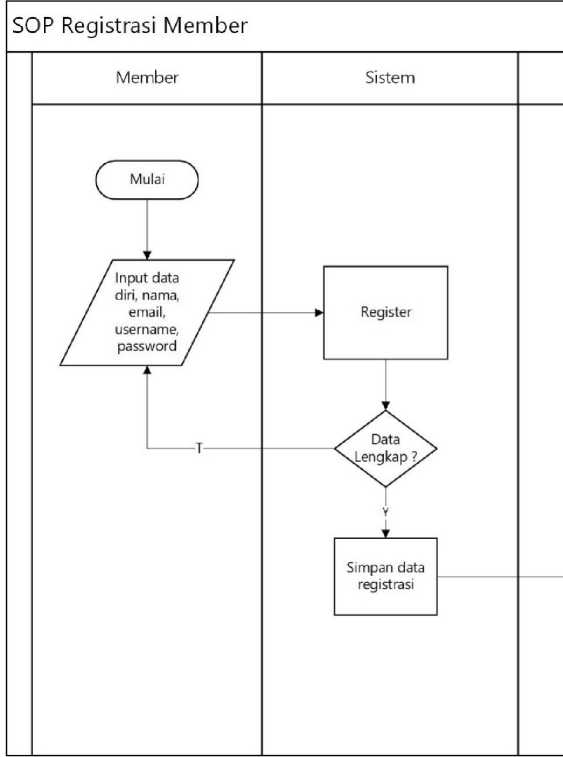 SOP Registrasi Member
Member
Sistem
Mulai
Input data
diri, nama,
email,
username,
password
Register
Data
Lengkap ?
T
Y
Simpan data
registrasi